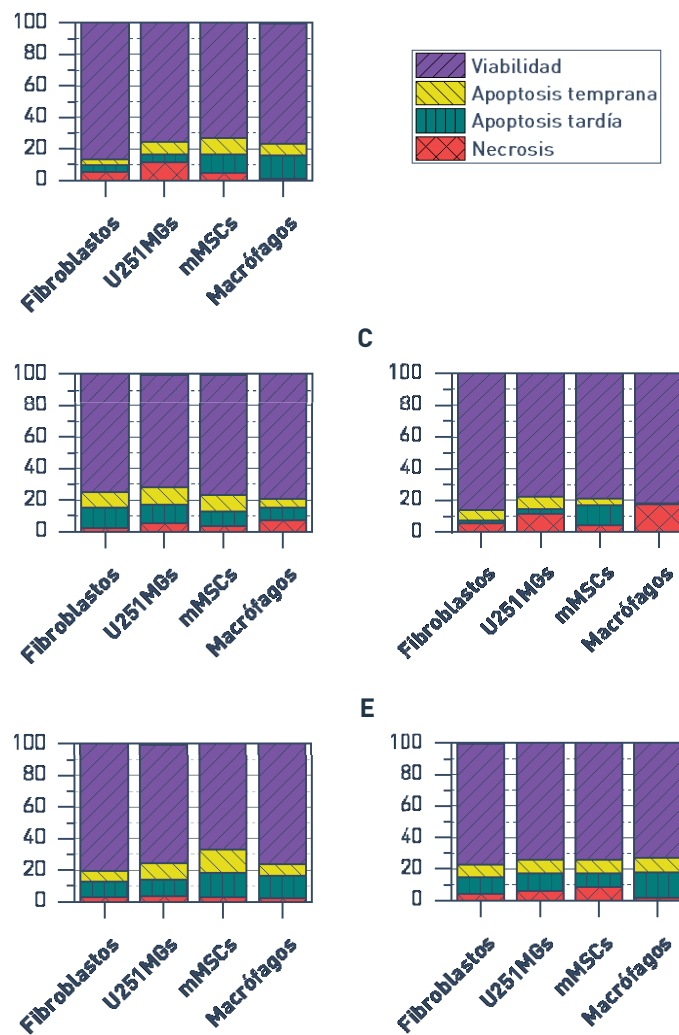 100
80
60
40
20
0
Fibroblastos
U251MGs
mMSCs
Macrófagos
Viabilidad
Apoptosis temprana
Apoptosis tardía
Necrosis
C
100
80
60
40
20
0
Fibroblastos
U251MGs
mMSCs
Macrófagos
100
80
60
40
20
0
Fibroblastos
U251MGs
mMSCs
Macrófagos
E
100
80
60
40
20
0
Fibroblastos
U251MGs
mMSCs
Macrófagos
100
80
60
40
20
0
Fibroblastos
U251MGs
mMSCs
Macrófagos